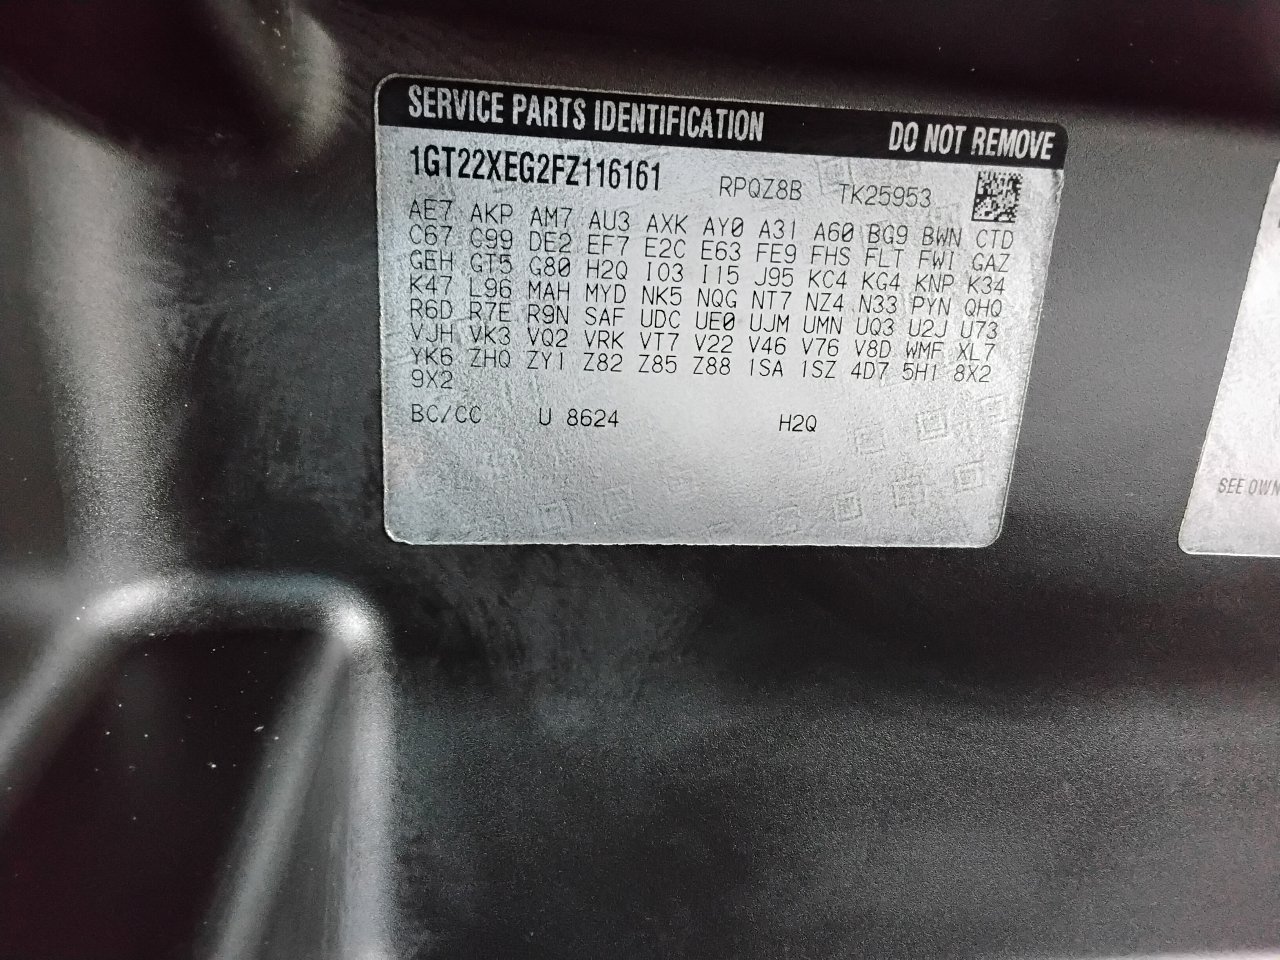 SERVICE PARTS IDENTIFICATION DO NOT REMOVE
1GT22XEG2FZ116161 RPQZ8B TK25953
AE7 AKP AM7 AU3 AXK AY0 A31 A60 BG9 BWN CTD
C67 C99 DE2 EF7 E2C E63 FE9 FHS FLT FWI GAZ
GEH GT5 G80 H2Q I03 I15 J95 KC4 KG4 KNP K34
K47 L96 MAH MYD NK5 NQG NT7 NZ4 N33 PYN QHQ
R6D R7E R9N SAF UDC UE0 UJM UMN UQ3 U2J U73
VJH VK3 VQ2 VRK VT7 V22 V46 V76 V8D WMF XL7
YK6 ZHQ ZY1 Z82 Z85 Z88 1SA 1SZ 4D7 5H1 8X2
9X2
BC/CC U 8624 H2Q
SEE OWN